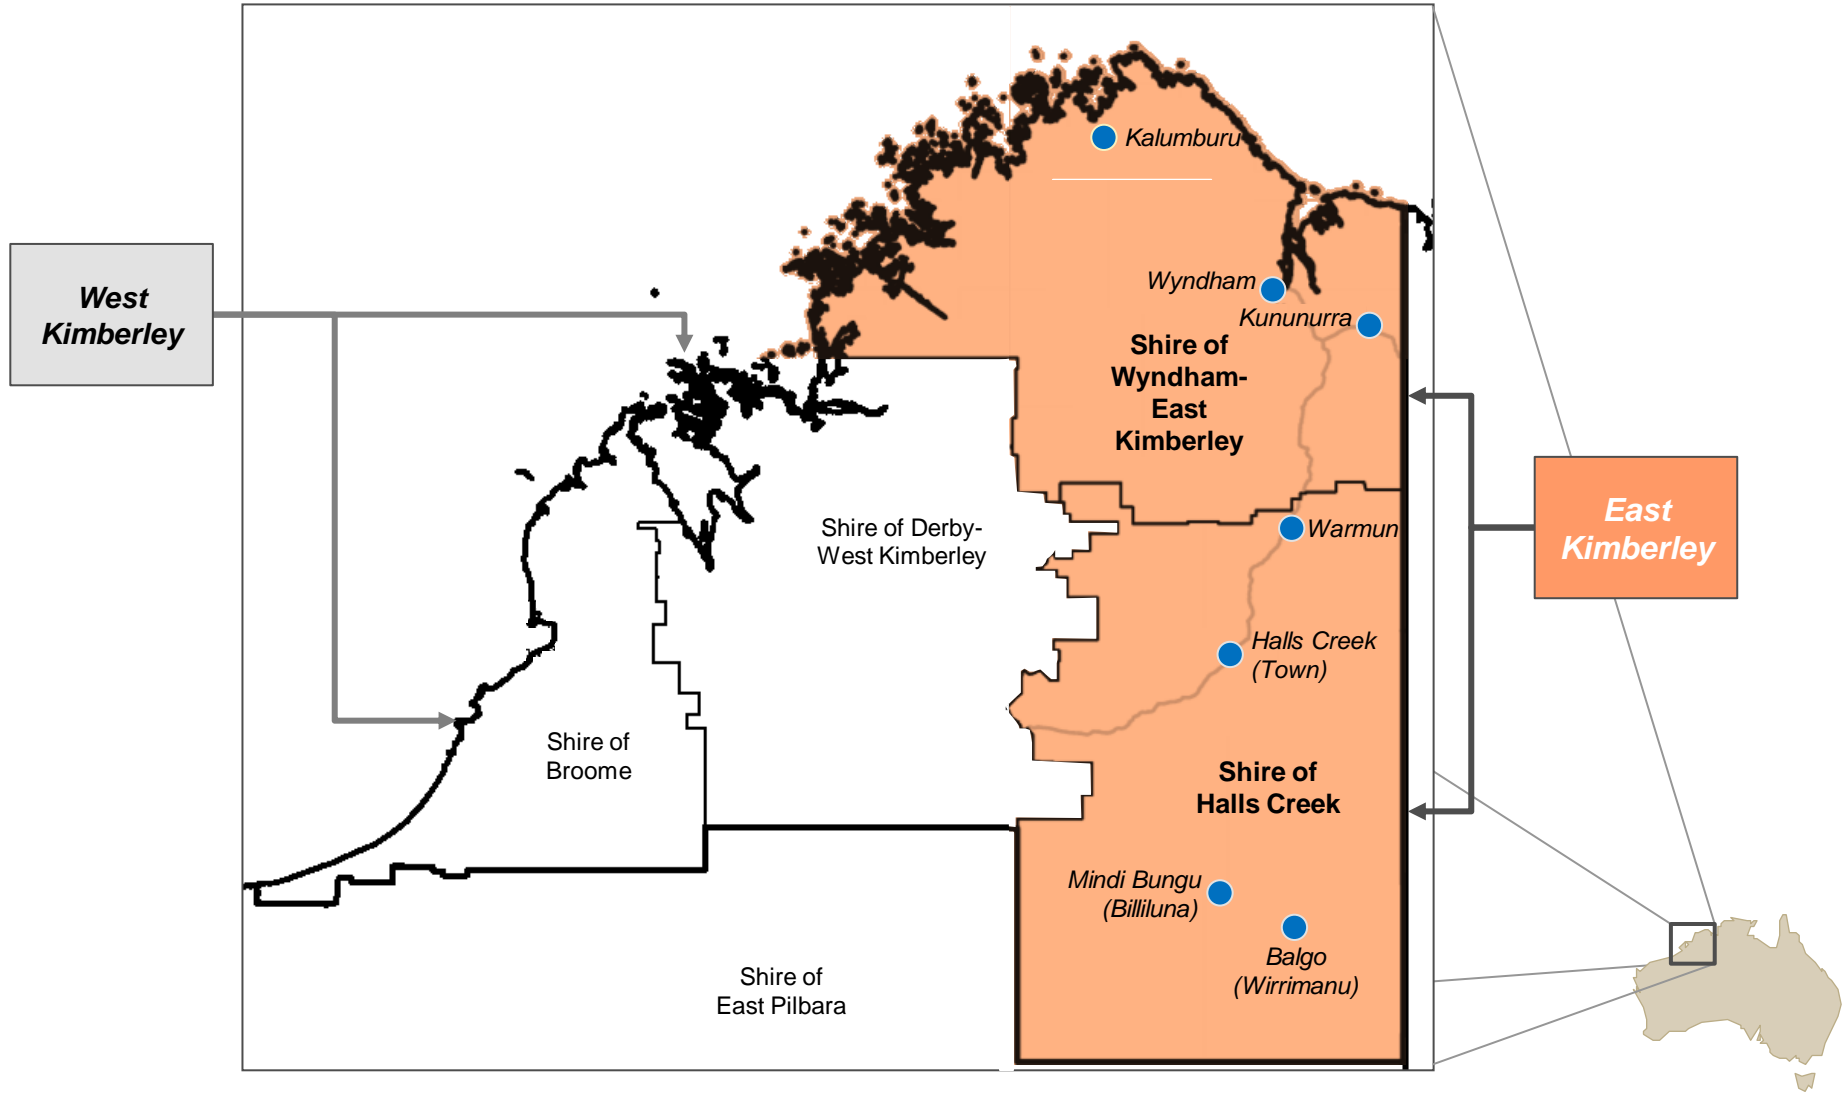 Kalumburu
West
Kimberley
Wyndham
Kununurra
Shire of
Wyndham-
East
Kimberley
East
Kimberley
Shire of Derby-
West Kimberley
Warmun
Halls Creek
(Town)
Shire of
Broome
Shire of
Halls Creek
Mindi Bungu
(Billiluna)
Balgo
(Wirrimanu)
Shire of
East Pilbara